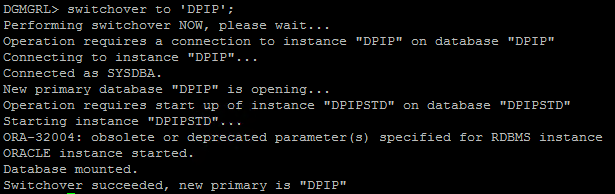 DGMGRL> switchover to 'DPIP';
Performing switchover NOW, please wait...
Operation requires a connection to instance "DPIP" on database "DPIP"
Connecting to instance "DPIP"...
Connected as SYSDBA.
New primary database "DPIP" is opening...
Operation requires start up of instance "DPIPSTD" on database "DPIPSTD"
Starting instance "DPIPSTD"...
ORA-32004: obsolete or deprecated parameter(s) specified for RDBMS instance
ORACLE instance started.
Database mounted.
Switchover succeeded, new primary is "DPIP"